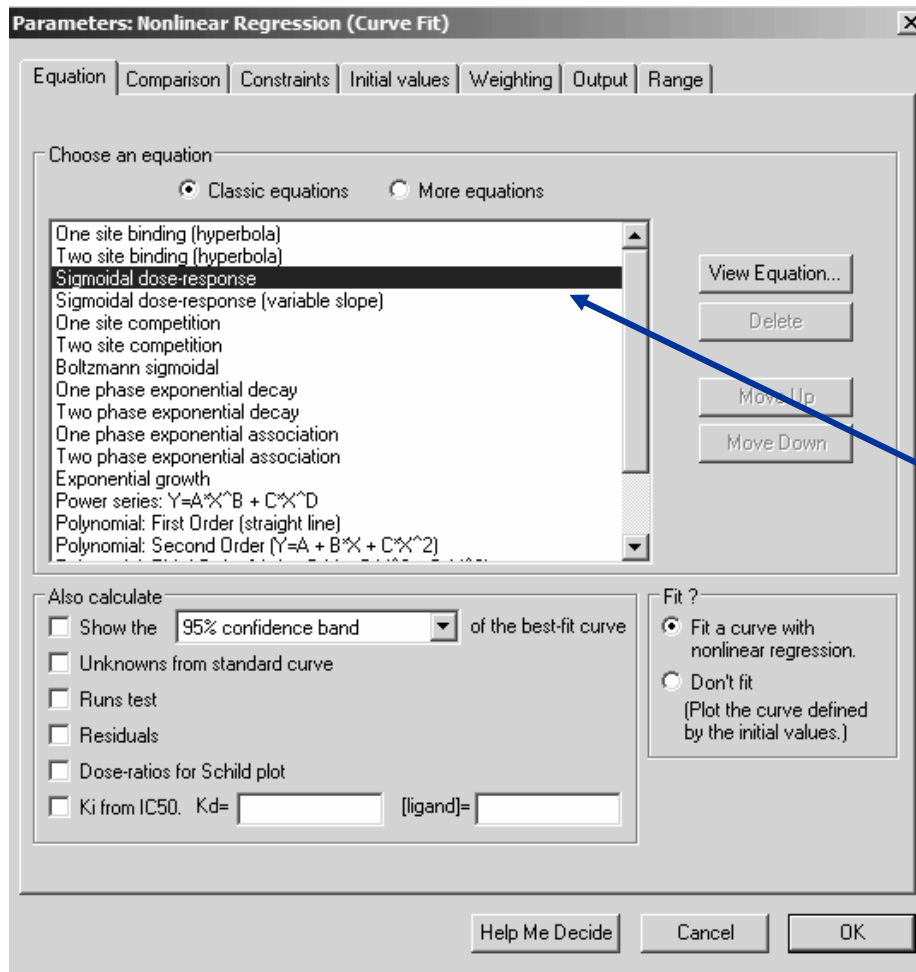 Parameters: Nonlinear Regression (Curve Fit)
Equation Comparison Constraints Initial values Weighting Output Range
Choose an equation
Classic equations More equations
One site binding (hyperbola)
Two site binding (hyperbola)
Sigmoidal dose-response
Sigmoidal dose-response (variable slope)
One site competition
Two site competition
Boltzmann sigmoidal
One phase exponential decay
Two phase exponential decay
One phase exponential association
Two phase exponential association
Exponential growth
Power series: Y=A*X^B + C*X^D
Polynomial: First Order (straight line)
Polynomial: Second Order (Y=A + B*X + C*X^2)
View Equation...
Delete
Move Up
Move Down
Also calculate
Show the 95% confidence band of the best-fit curve
Unknowns from standard curve
Runs test
Residuals
Dose-ratios for Schild plot
Ki from IC50. Kd= [ligand]=
Fit ?
Fit a curve with
nonlinear regression.
Don't fit
(Plot the curve defined
by the initial values.)
Help Me Decide Cancel OK